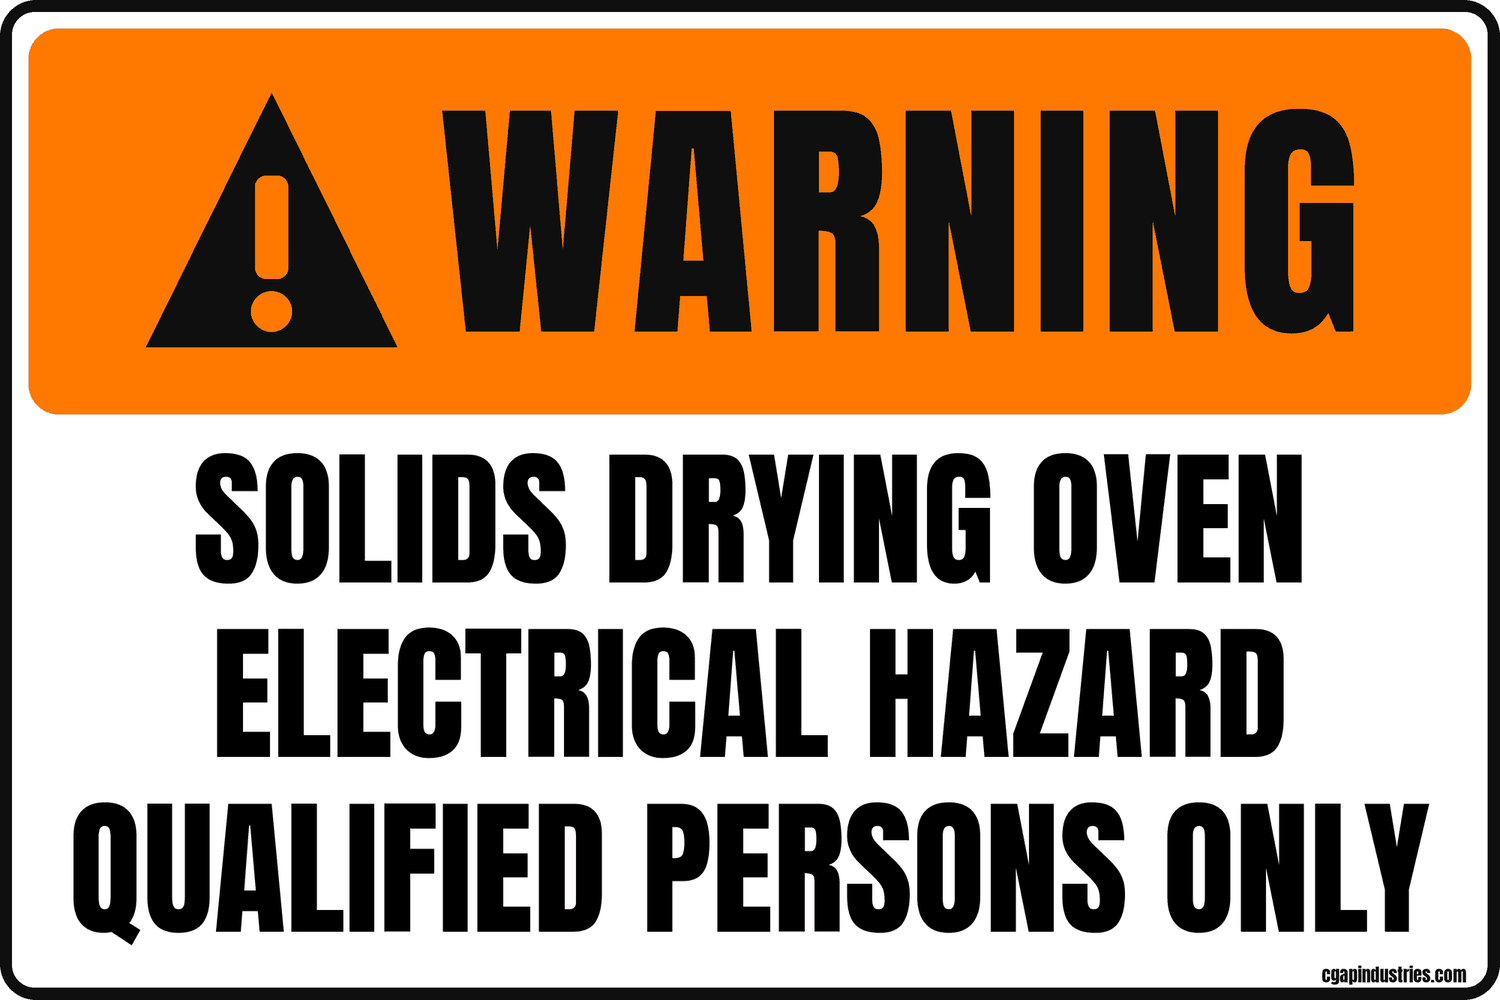 WARNING
SOLIDS DRYING OVEN
ELECTRICAL HAZARD
QUALIFIED PERSONS ONLY
cgapindustries.com